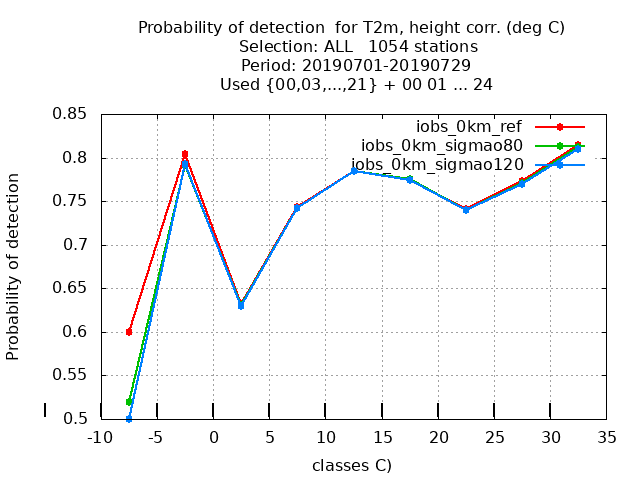 Probability of detection  for T2m, height corr. (deg C)
Selection: ALL   1054 stations
Period: 20190701-20190729
Used {00,03,...,21} + 00 01 ... 24
iobs_0km_ref
iobs_0km_sigmao80
iobs_0km_sigmao120
Probability of detection
0.85
0.8
0.75
0.7
0.65
0.6
0.55
0.5
-10 -5 0 5 10 15 20 25 30 35
classes C)